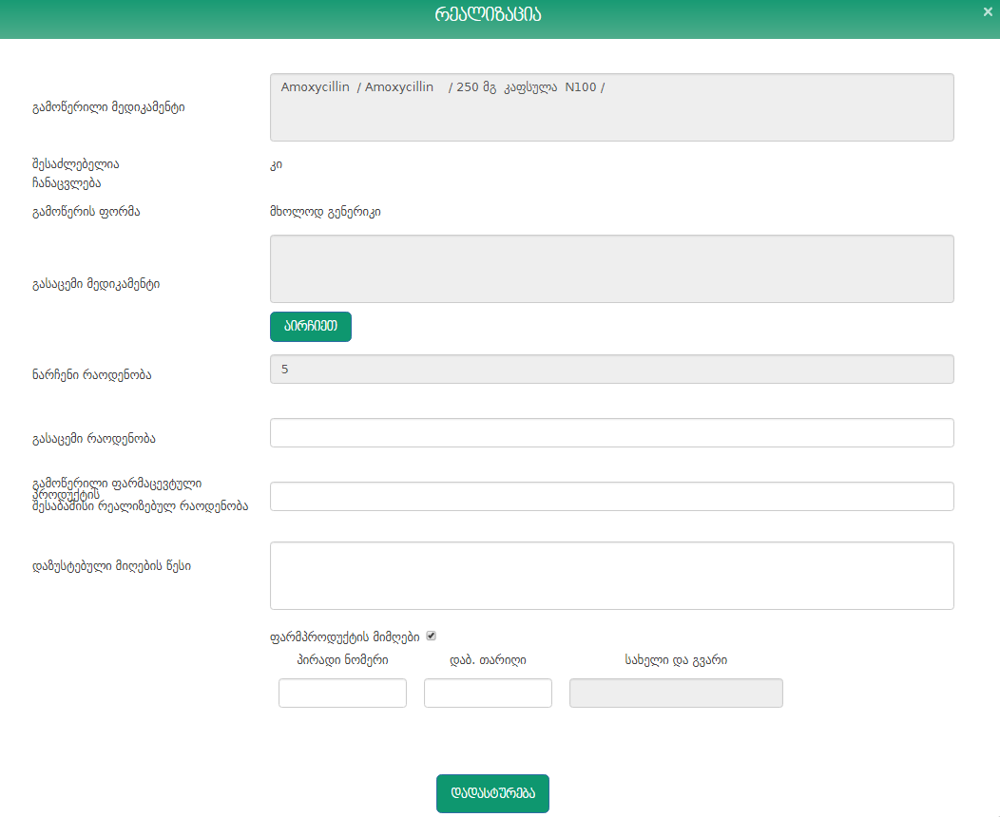 რეალიზაცია
×
გამოწერილი მედიკამენტი
Amoxycillin / Amoxycillin / 250 მგ კაფსულა N100 /
შესაძლებელია
ჩანაცვლება
კი
გამოწერის ფორმა
მხოლოდ გენერიკი
გასაცემი მედიკამენტი
აირჩიეთ
ნარჩენი რაოდენობა
5
გასაცემი რაოდენობა
გამოწერილი ფარმაცევტული
პროდუქტის
შესაბამისი რეალიზებულ რაოდენობა
დაზუსტებული მიღების წესი
ფარმპროდუქტის მიმღები
პირადი ნომერი დაბ. თარიღი სახელი და გვარი
დადასტურება